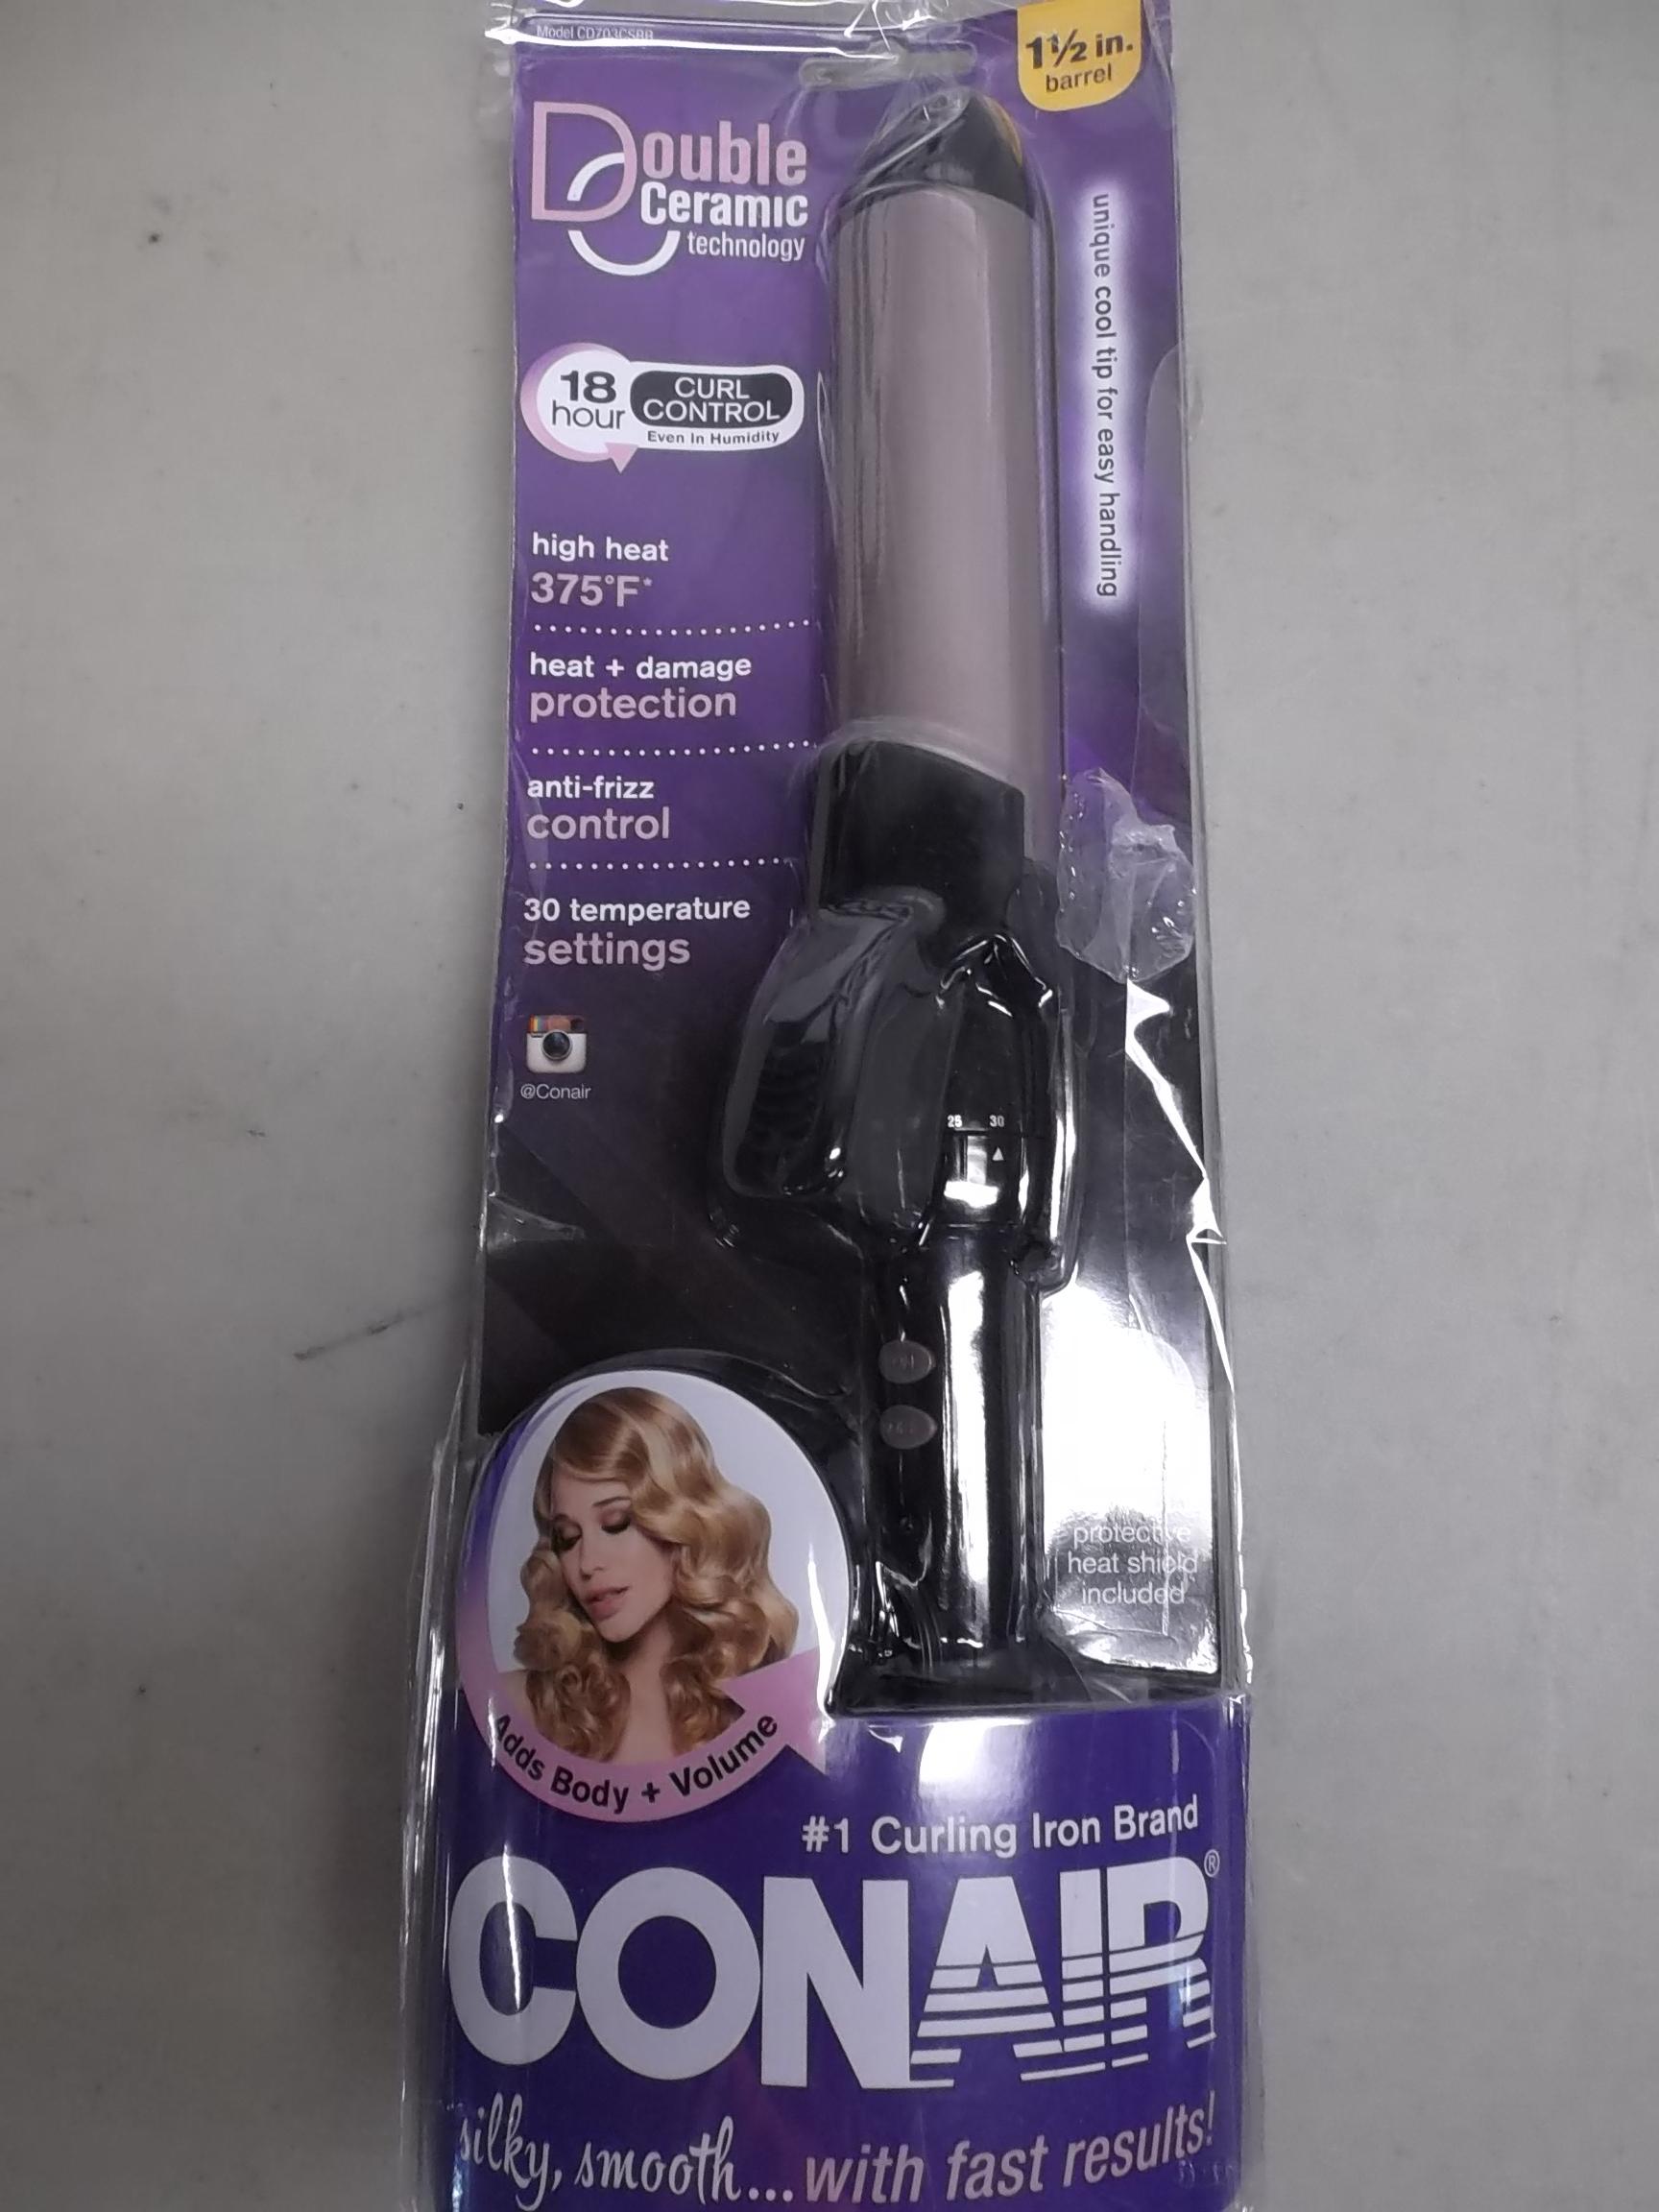 Model CD703CSRR
1½ in.
barrel
Double
Ceramic
technology
unique cool tip for easy handling
18
hour
CURL
CONTROL
Even In Humidity
high heat
375°F*
heat + damage
protection
anti-frizz
control
30 temperature
settings
@Conair
25 30
protective
heat shield
included
Adds Body + Volume
#1 Curling Iron Brand
CONAIR®
silky, smooth... with fast results!